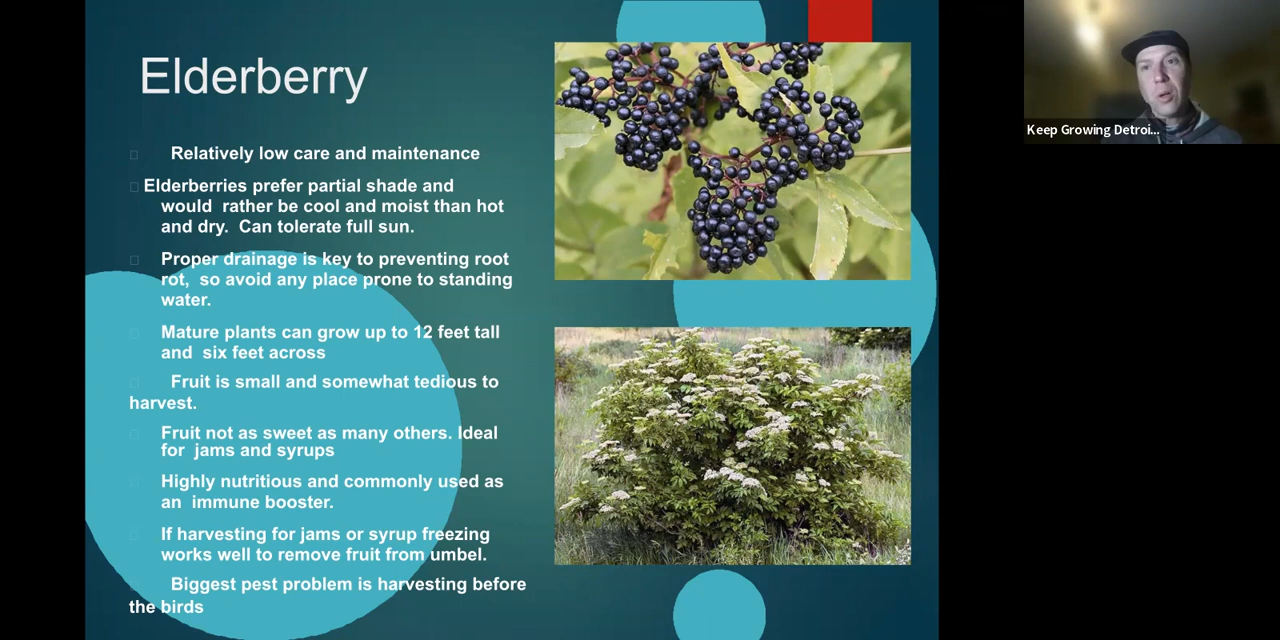 Elderberry
Relatively low care and maintenance
Elderberries prefer partial shade and
would rather be cool and moist than hot
and dry. Can tolerate full sun.
Proper drainage is key to preventing root
rot, so avoid any place prone to standing
water.
Mature plants can grow up to 12 feet tall
and six feet across
Fruit is small and somewhat tedious to
harvest.
Fruit not as sweet as many others. Ideal
for jams and syrups
Highly nutritious and commonly used as
an immune booster.
If harvesting for jams or syrup freezing
works well to remove fruit from umbel.
Biggest pest problem is harvesting before
the birds
Keep Growing Detroi...